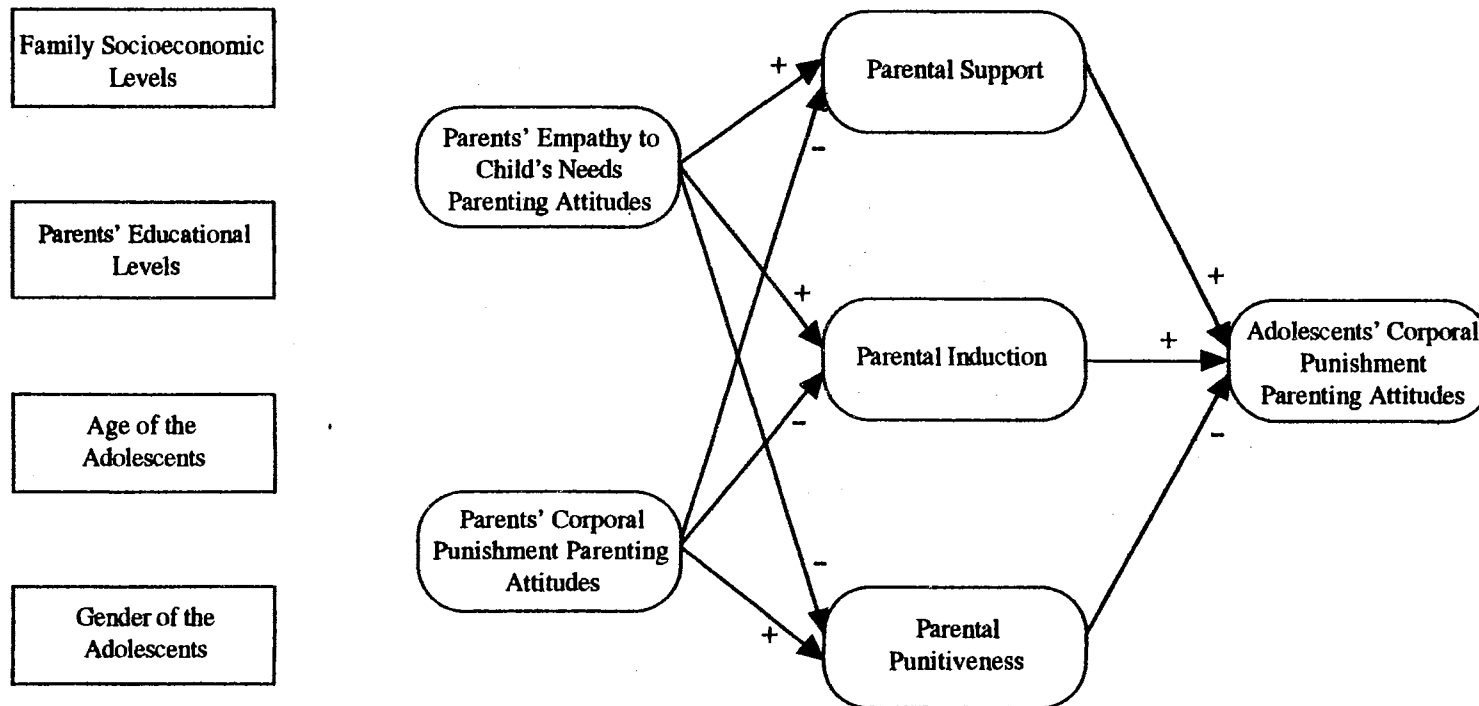 Family Socioeconomic
Levels
Parents' Educational
Levels
Age of the
Adolescents
Gender of the
Adolescents
Parents' Empathy to
Child's Needs
Parenting Attitudes
Parents' Corporal
Punishment Parenting
Attitudes
+
-
+
-
-
+
Parental Support
Parental Induction
Parental
Punitiveness
+
+
-
Adolescents' Corporal
Punishment
Parenting Attitudes